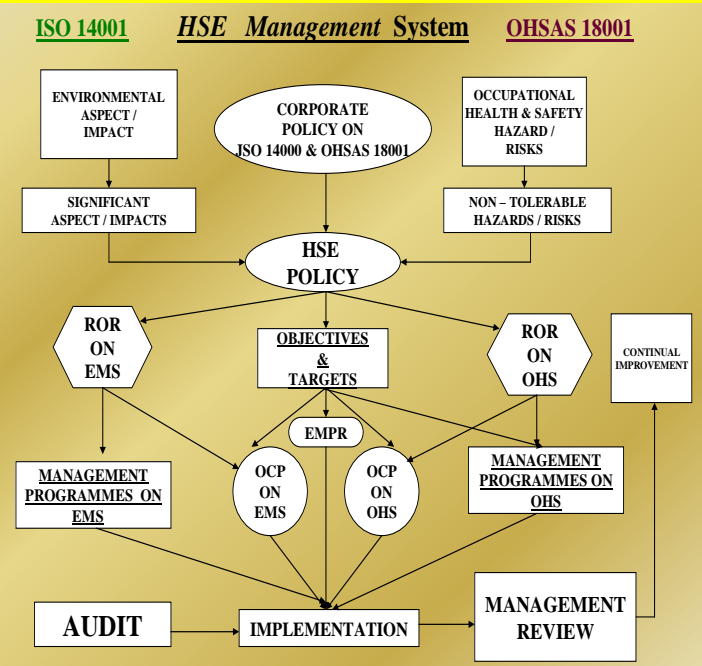 ISO 14001 HSE Management System OHSAS 18001
ENVIRONMENTAL
ASPECT /
IMPACT
CORPORATE
POLICY ON
JSO 14000 & OHSAS 18001
OCCUPATIONAL
HEALTH & SAFETY
HAZARD /
RISKS
SIGNIFICANT
ASPECT / IMPACTS
NON – TOLERABLE
HAZARDS / RISKS
HSE
POLICY
ROR
ON
EMS
OBJECTIVES
&
TARGETS
ROR
ON
OHS
CONTINUAL
IMPROVEMENT
EMPR
MANAGEMENT
PROGRAMMES ON
EMS
OCP
ON
EMS
OCP
ON
OHS
MANAGEMENT
PROGRAMMES ON
OHS
AUDIT
IMPLEMENTATION
MANAGEMENT
REVIEW